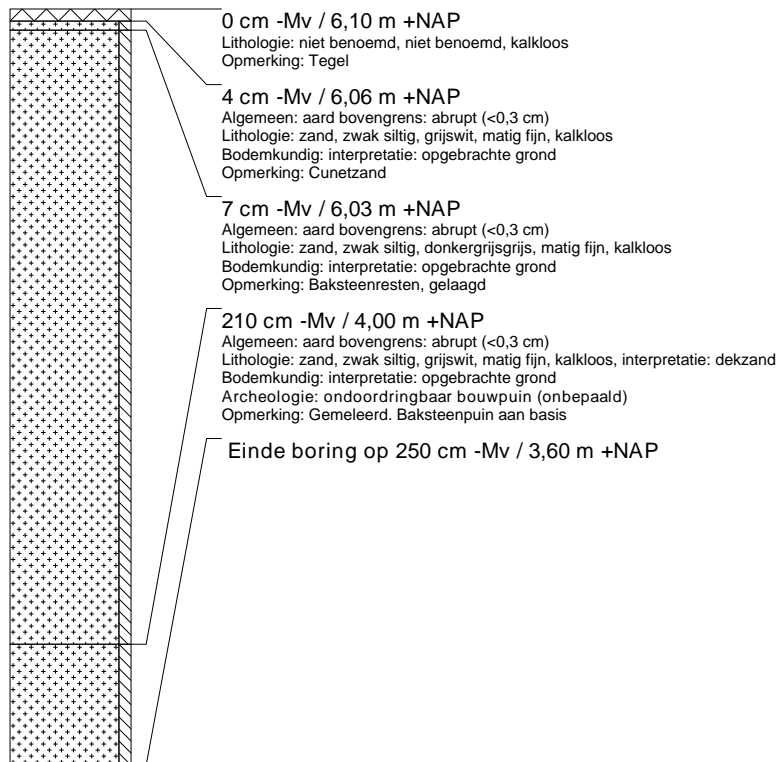 0 cm -Mv / 6,10 m +NAP
Lithologie: niet benoemd, niet benoemd, kalkloos
Opmerking: Tegel
4 cm -Mv / 6,06 m +NAP
Algemeen: aard bovengrens: abrupt (<0,3 cm)
Lithologie: zand, zwak siltig, grijswit, matig fijn, kalkloos
Bodemkundig: interpretatie: opgebrachte grond
Opmerking: Cunetzand
7 cm -Mv / 6,03 m +NAP
Algemeen: aard bovengrens: abrupt (<0,3 cm)
Lithologie: zand, zwak siltig, donkergrijsgrijs, matig fijn, kalkloos
Bodemkundig: interpretatie: opgebrachte grond
Opmerking: Baksteenresten, gelaagd
210 cm -Mv / 4,00 m +NAP
Algemeen: aard bovengrens: abrupt (<0,3 cm)
Lithologie: zand, zwak siltig, grijswit, matig fijn, kalkloos, interpretatie: dekzand
Bodemkundig: interpretatie: opgebrachte grond
Archeologie: ondoordringbaar bouwpuin (onbepaald)
Opmerking: Gemeleerd. Baksteenpuin aan basis
Einde boring op 250 cm -Mv / 3,60 m +NAP